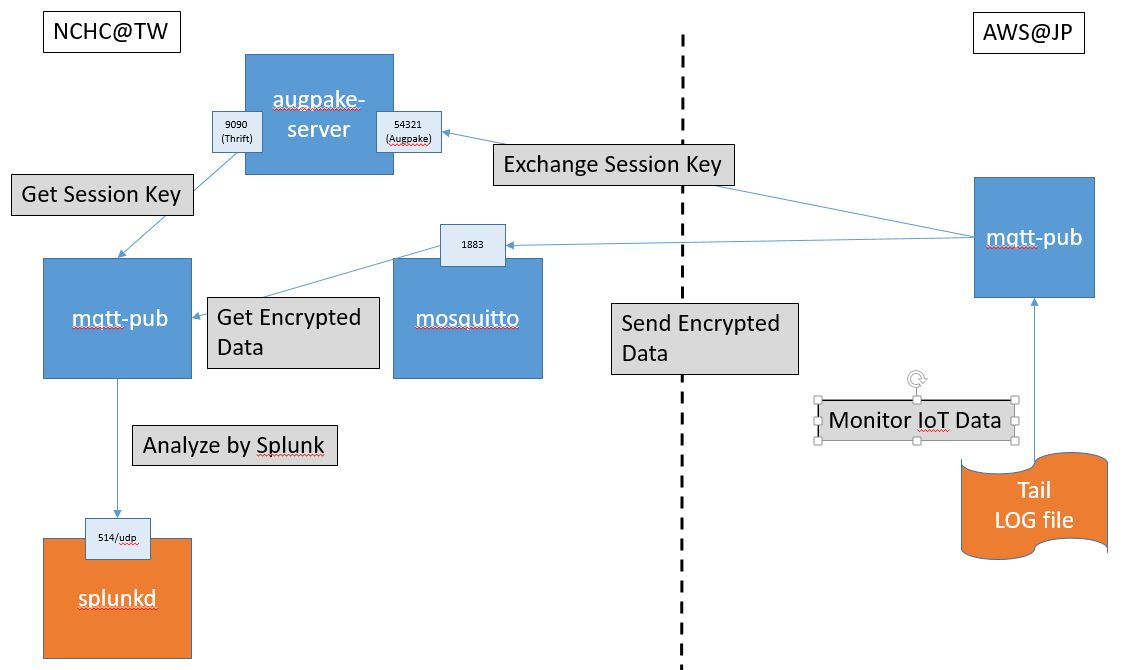 NCHC@TW
AWS@JP
augpake-
server
9090
(Thrift)
54321
(Augpake)
Exchange Session Key
Get Session Key
mqtt-pub
1883
mqtt-pub
Get Encrypted
Data
mosquitto
Send Encrypted
Data
Monitor IoT Data
Analyze by Splunk
Tail
LOG file
514/udp
splunkd